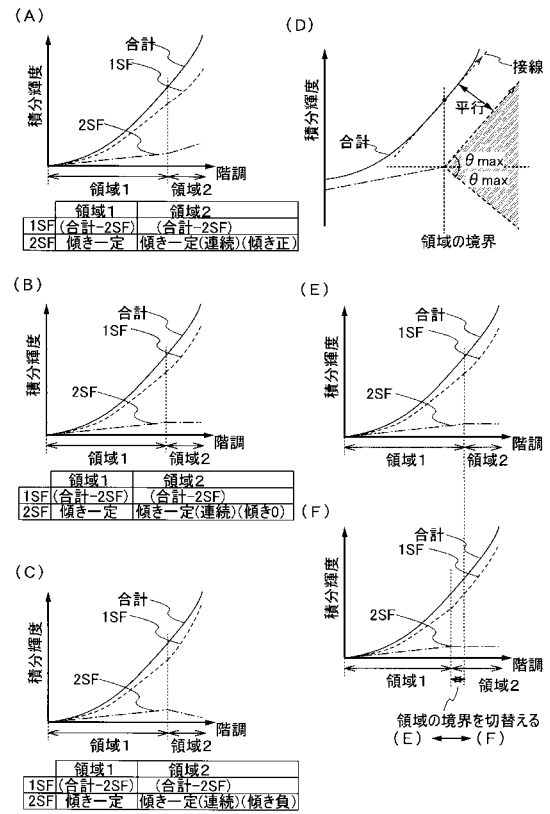 (A)
合計
1SF
2SF
積分輝度
階調
領域1
領域2
領域1 領域2
1SF (合計-2SF) (合計-2SF)
2SF 傾き一定 傾き一定(連続)(傾き正)
(B)
合計
1SF
2SF
積分輝度
階調
領域1
領域2
領域1 領域2
1SF (合計-2SF) (合計-2SF)
2SF 傾き一定 傾き一定(連続)(傾き0)
(C)
合計
1SF
2SF
積分輝度
階調
領域1
領域2
領域1 領域2
1SF (合計-2SF) (合計-2SF)
2SF 傾き一定 傾き一定(連続)(傾き負)
(D)
接線
平行
合計
積分輝度
θmax
θmax
領域の境界
(E)
合計
1SF
2SF
積分輝度
階調
領域1
領域2
(F)
合計
1SF
2SF
積分輝度
階調
領域1
領域2
領域の境界を切替える
(E) ↔ (F)